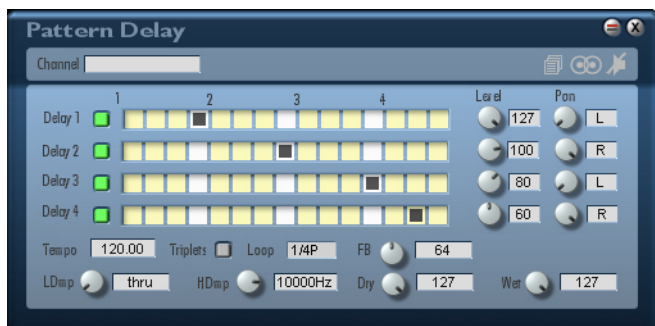 Pattern Delay
X
Channel
1 2 3 4 Level Pan
Delay 1 127 L
Delay 2 100 R
Delay 3 80 L
Delay 4 60 R
Tempo 120.00 Triplets Loop 1/4P FB 64
LDmp thru HDmp 10000Hz Dry 127 Wet 127